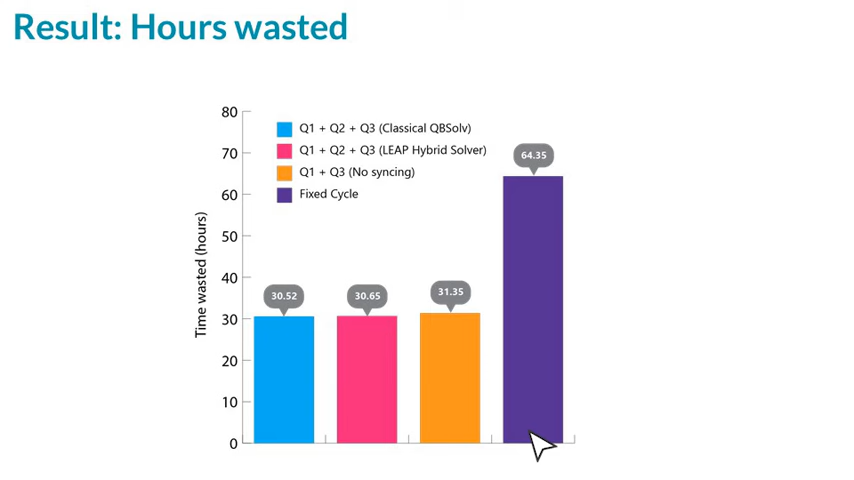 Result: Hours wasted
80
70
60
50
40
30
20
10
0
Time wasted (hours)
Q1 + Q2 + Q3 (Classical QBSolv)
Q1 + Q2 + Q3 (LEAP Hybrid Solver)
Q1 + Q3 (No syncing)
Fixed Cycle
30.52
30.65
31.35
64.35